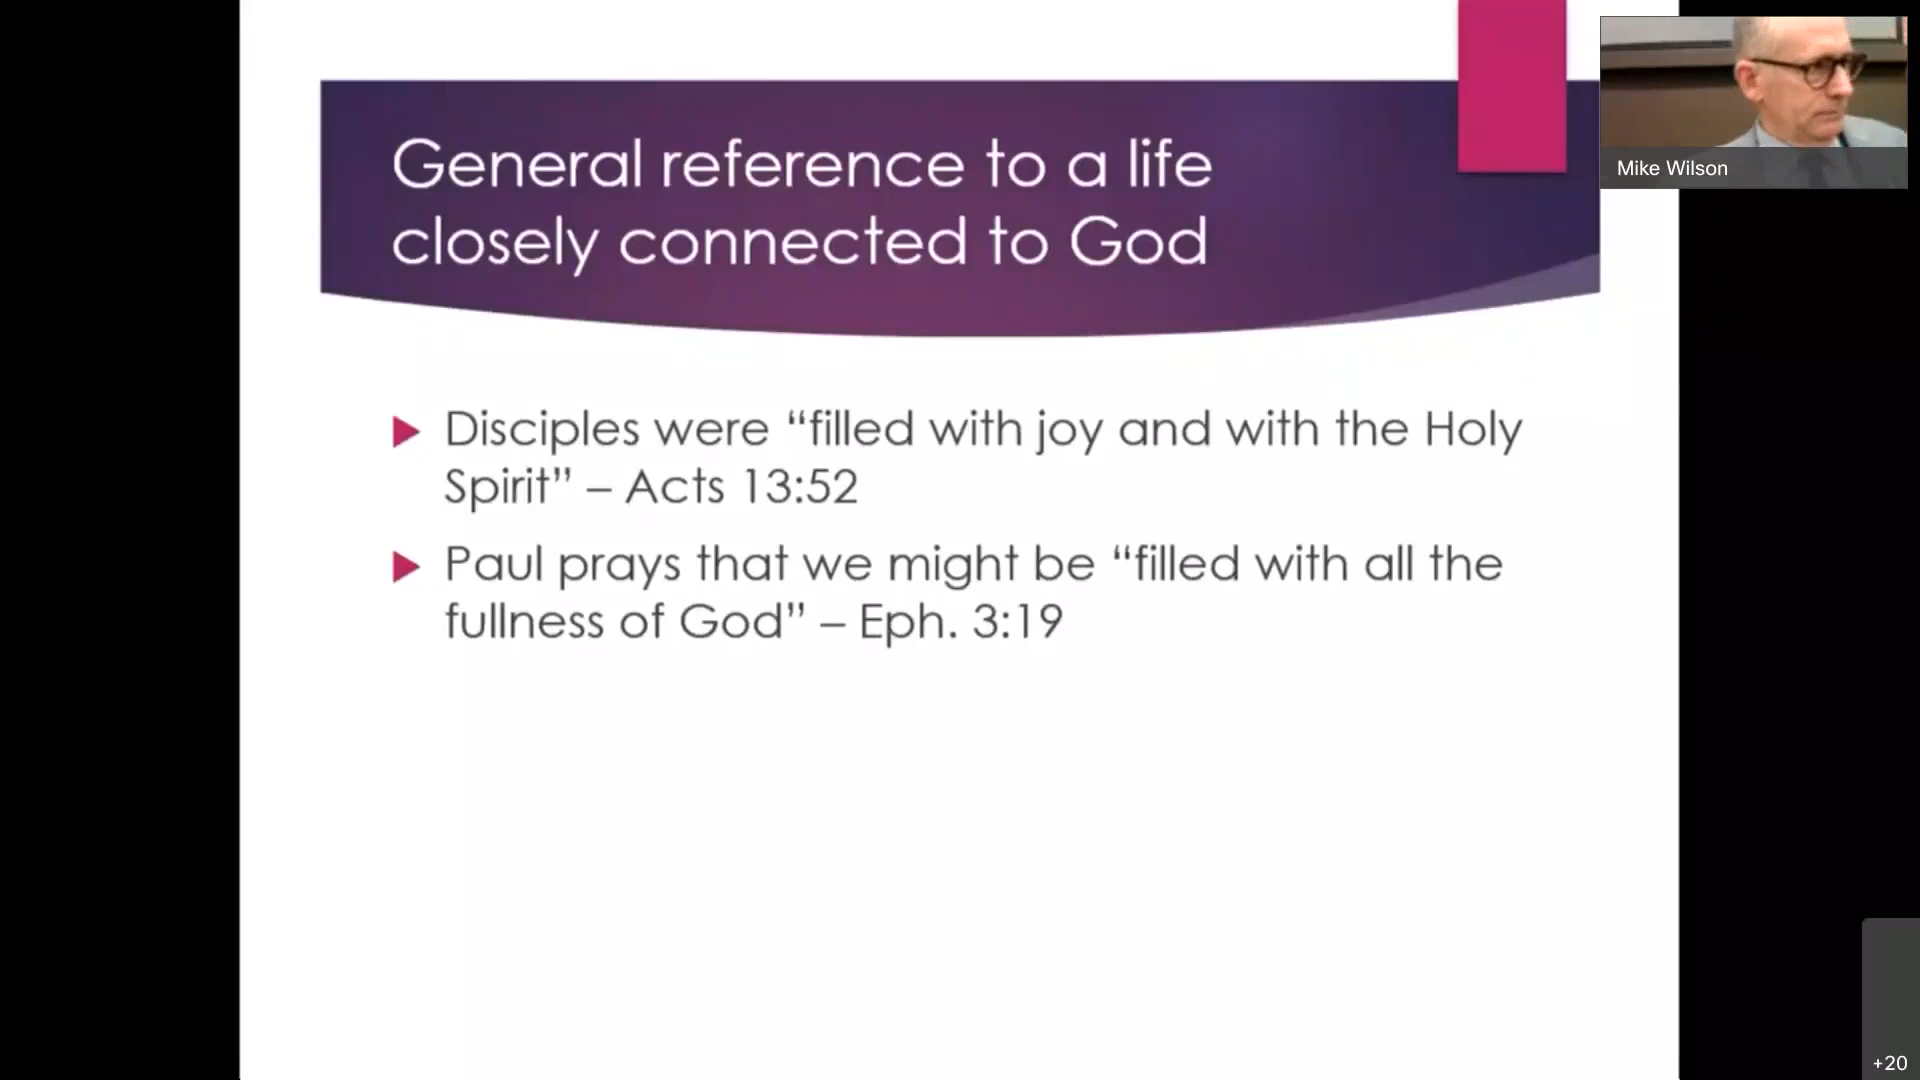 General reference to a life
closely connected to God
Mike Wilson
Disciples were “filled with joy and with the Holy
Spirit” – Acts 13:52
Paul prays that we might be “filled with all the
fullness of God” – Eph. 3:19
+20